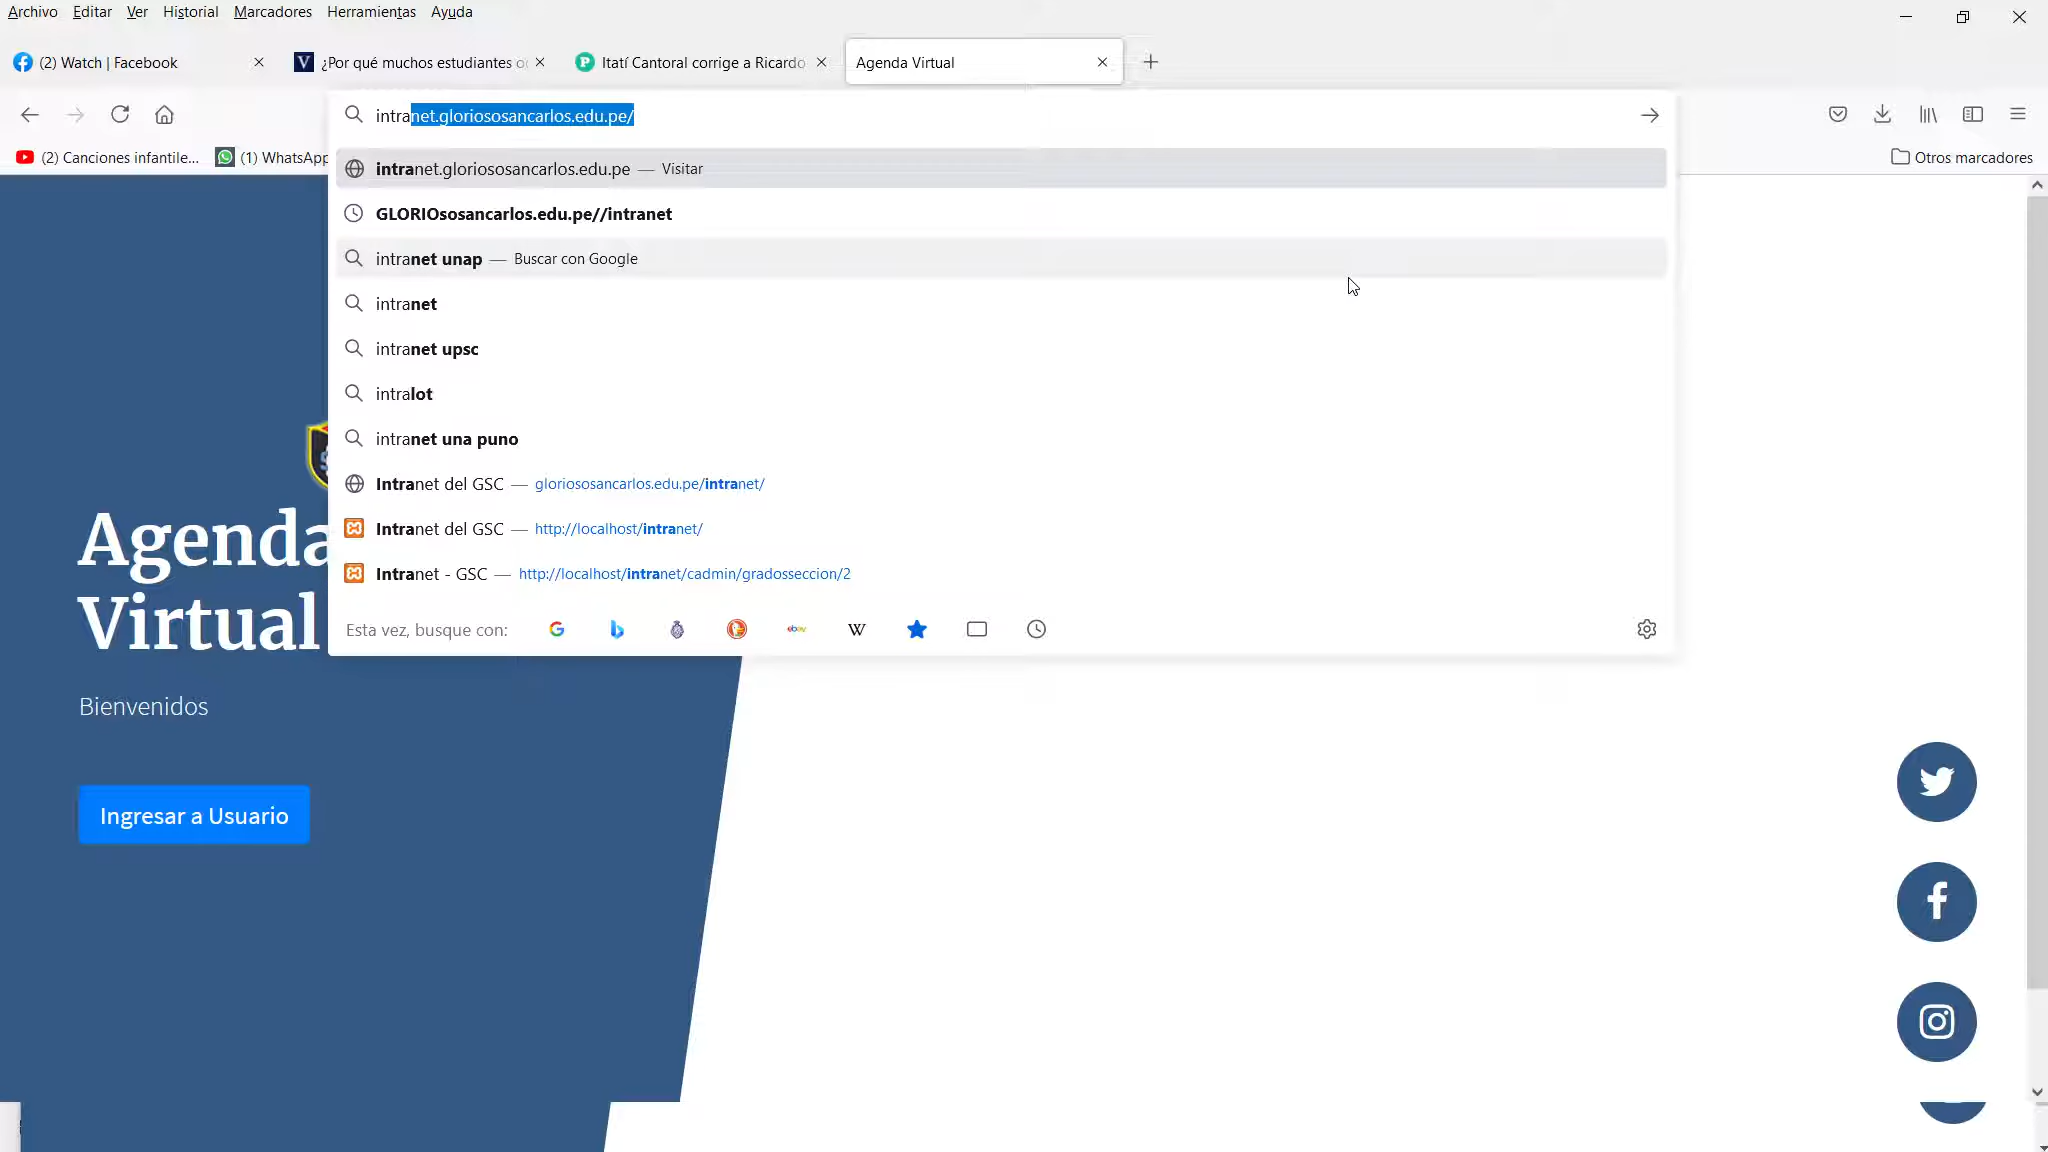 Archivo Editar Ver Historial Marcadores Herramientas Ayuda
(2) Watch | Facebook
¿Por qué muchos estudiantes
Itatí Cantoral corrige a Ricardo
Agenda Virtual
intranet.gloriososancarlos.edu.pe/
(2) Canciones infantile...
(1) WhatsApp
Otros marcadores
intranet.gloriososancarlos.edu.pe — Visitar
GLORIOsosancarlos.edu.pe//intranet
intranet unap — Buscar con Google
intranet
intranet upsc
intralot
intranet una puno
Intranet del GSC — gloriososancarlos.edu.pe/intranet/
Intranet del GSC — http://localhost/intranet/
Intranet - GSC — http://localhost/intranet/cadmin/gradosseccion/2
Esta vez, busque con:
ebay
W
Agenda
Virtual
Bienvenidos
Ingresar a Usuario